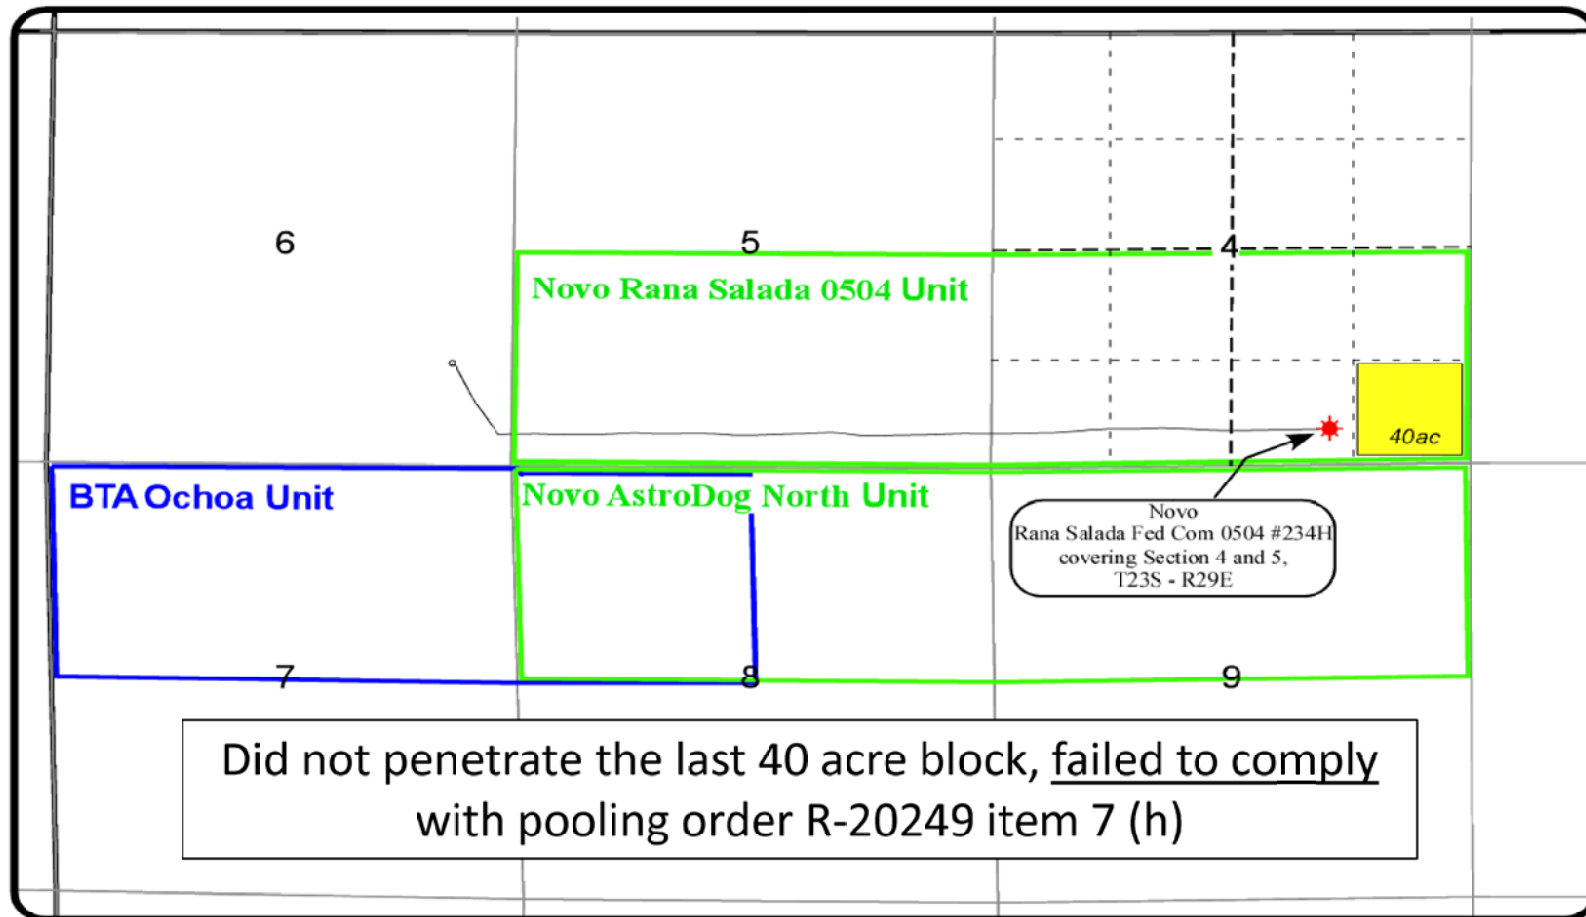 6
5
4
Novo Rana Salada 0504 Unit
40ac
BTA Ochoa Unit
Novo AstroDog North Unit
Novo
Rana Salada Fed Com 0504 #234H
covering Section 4 and 5,
T23S - R29E
7
8
9
Did not penetrate the last 40 acre block, failed to comply
with pooling order R-20249 item 7 (h)